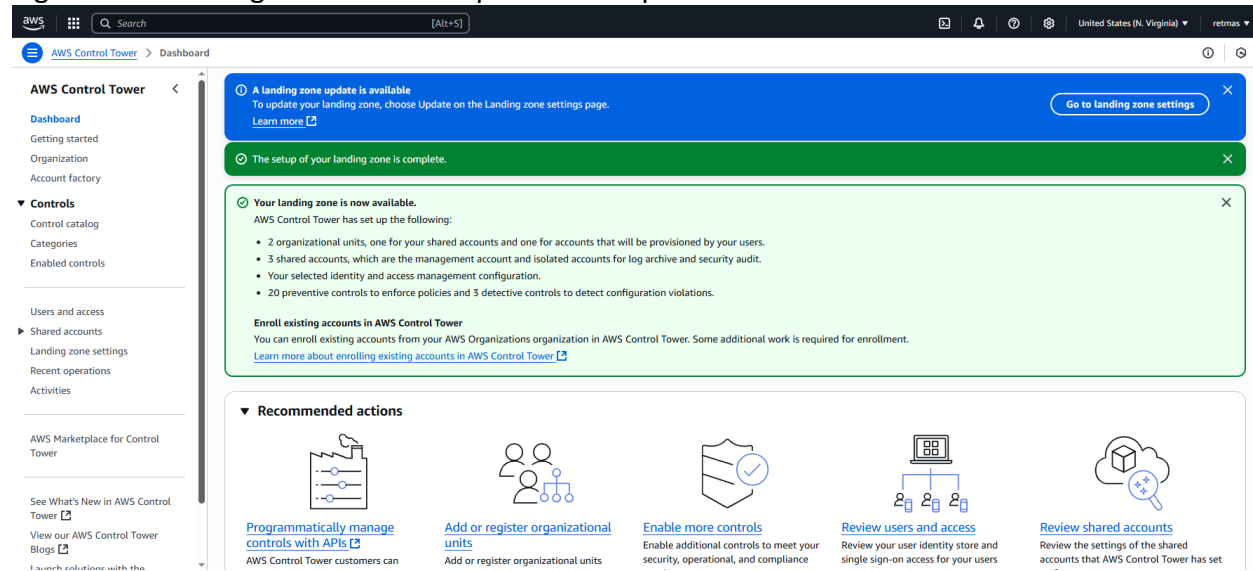 aws
Search
[Alt+S]
United States (N. Virginia)
retmas
AWS Control Tower > Dashboard
AWS Control Tower
Dashboard
Getting started
Organization
Account factory
Controls
Control catalog
Categories
Enabled controls
Users and access
Shared accounts
Landing zone settings
Recent operations
Activities
AWS Marketplace for Control
Tower
See What's New in AWS Control
Tower
View our AWS Control Tower
Blogs
Launch solutions with the
A landing zone update is available
To update your landing zone, choose Update on the Landing zone settings page.
Learn more
Go to landing zone settings
The setup of your landing zone is complete.
Your landing zone is now available.
AWS Control Tower has set up the following:
• 2 organizational units, one for your shared accounts and one for accounts that will be provisioned by your users.
• 3 shared accounts, which are the management account and isolated accounts for log archive and security audit.
• Your selected identity and access management configuration.
• 20 preventive controls to enforce policies and 3 detective controls to detect configuration violations.
Enroll existing accounts in AWS Control Tower
You can enroll existing accounts from your AWS Organizations organization in AWS Control Tower. Some additional work is required for enrollment.
Learn more about enrolling existing accounts in AWS Control Tower
Recommended actions
Programmatically manage
controls with APIs
AWS Control Tower customers can
Add or register organizational
units
Add or register organizational units
Enable more controls
Enable additional controls to meet your
security, operational, and compliance
Review users and access
Review your user identity store and
single sign-on access for your users
Review shared accounts
Review the settings of the shared
accounts that AWS Control Tower has set